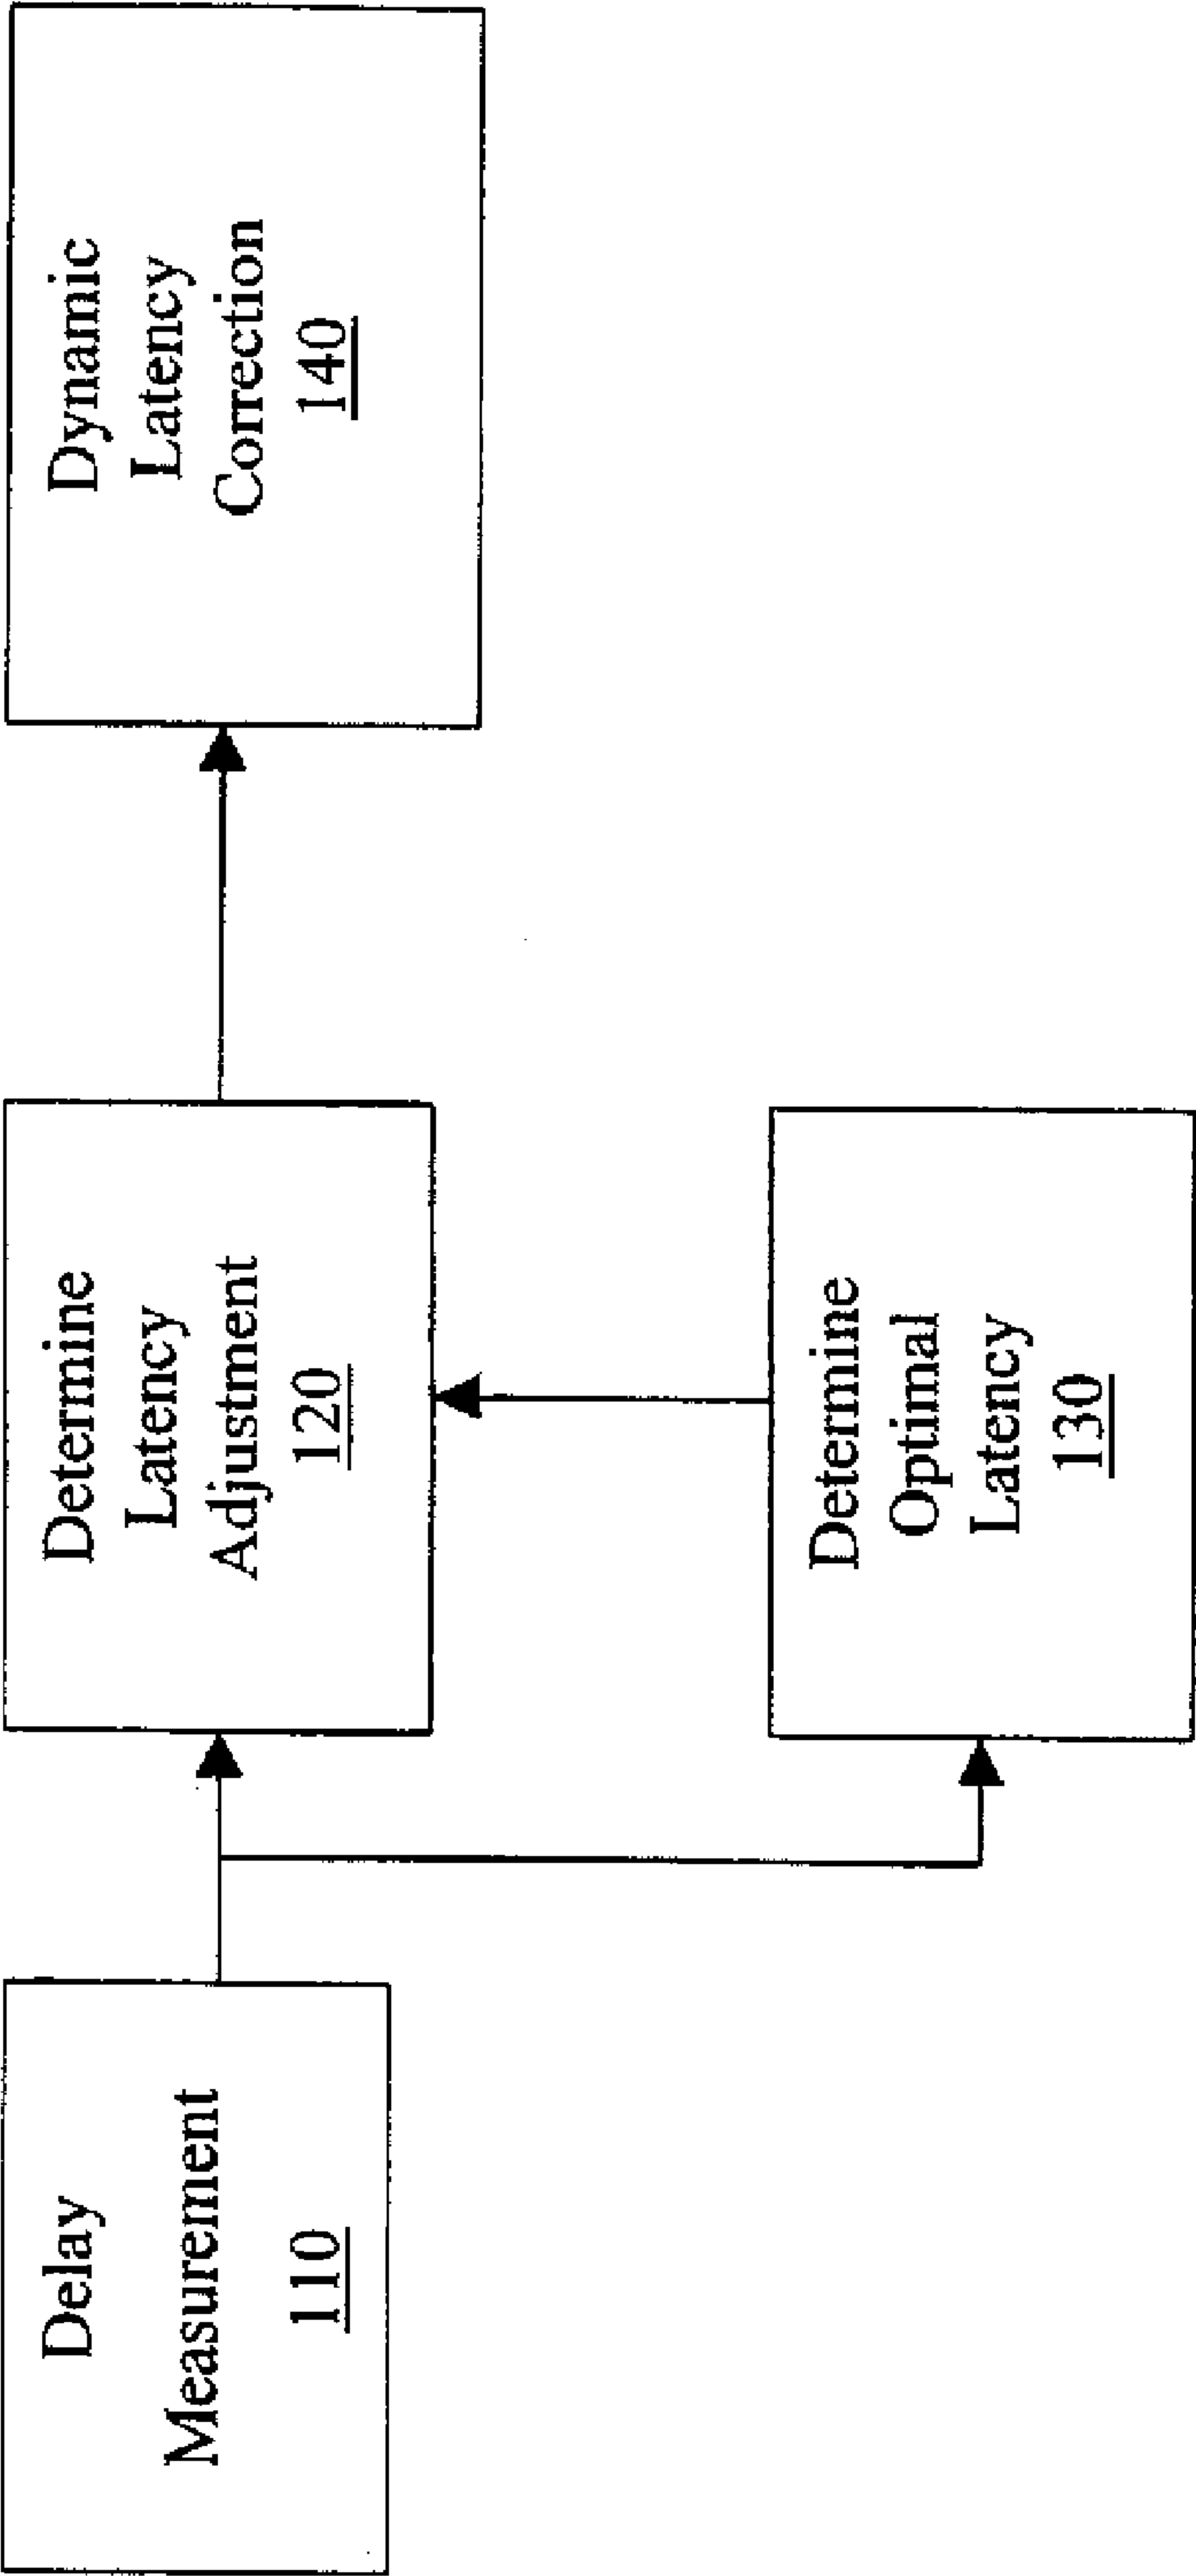 Delay
Measurement
110
Determine
Latency
Adjustment
120
Determine
Optimal
Latency
130
Dynamic
Latency
Correction
140